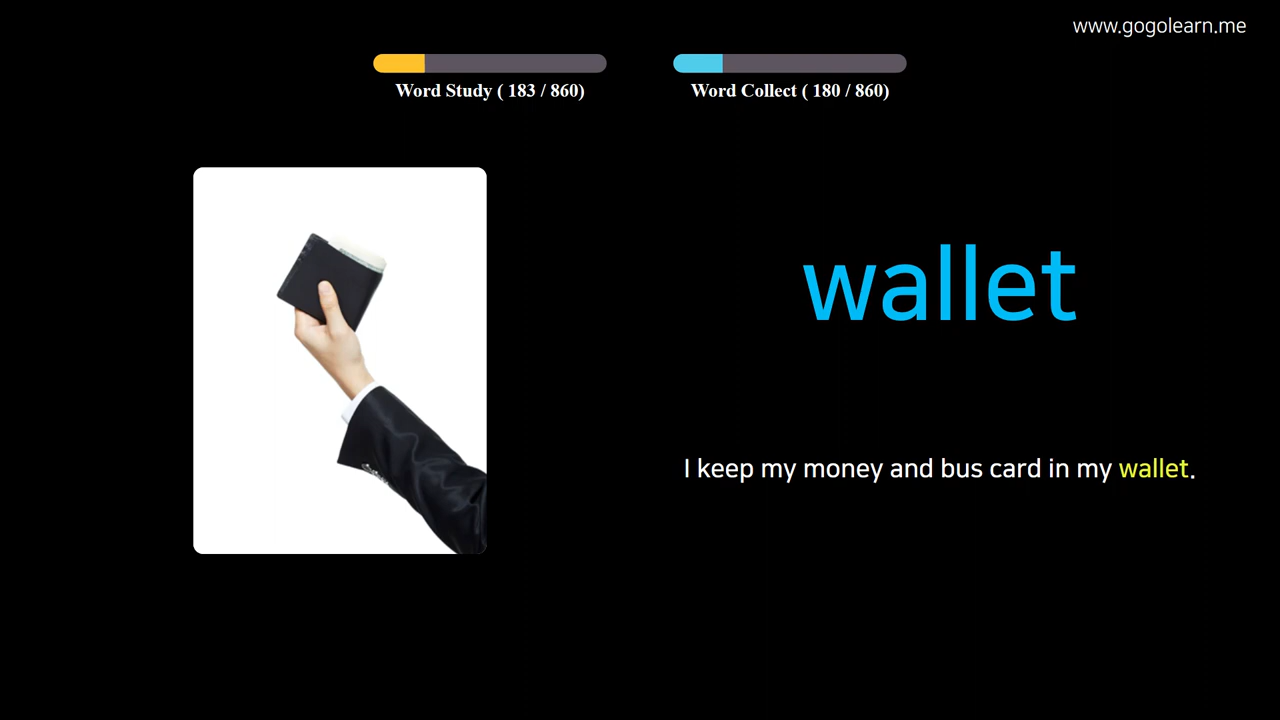 www.gogolearn.me
Word Study ( 183 / 860)
Word Collect ( 180 / 860)
wallet
I keep my money and bus card in my wallet.